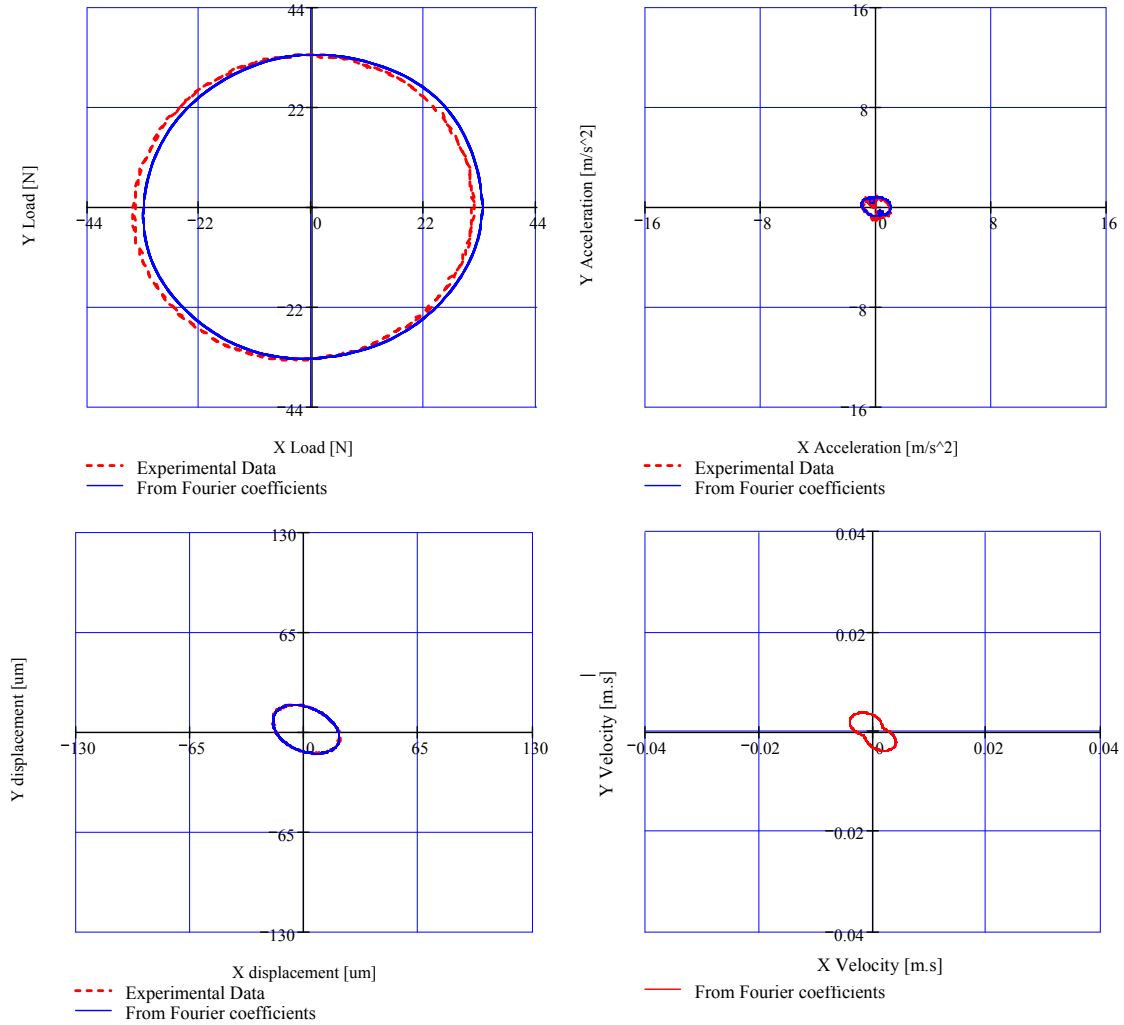 44
22
−44
−22
0
22
44
−22
−44
Y Load [N]
X Load [N]
Experimental Data
From Fourier coefficients
16
8
−16
−8
0
8
16
−8
−16
Y Acceleration [m/s^2]
X Acceleration [m/s^2]
Experimental Data
From Fourier coefficients
130
65
−130
−65
0
65
130
−65
−130
Y displacement [um]
X displacement [um]
Experimental Data
From Fourier coefficients
0.04
0.02
−0.04
−0.02
0
0.02
0.04
−0.02
−0.04
Y Velocity [m.s]
X Velocity [m.s]
From Fourier coefficients